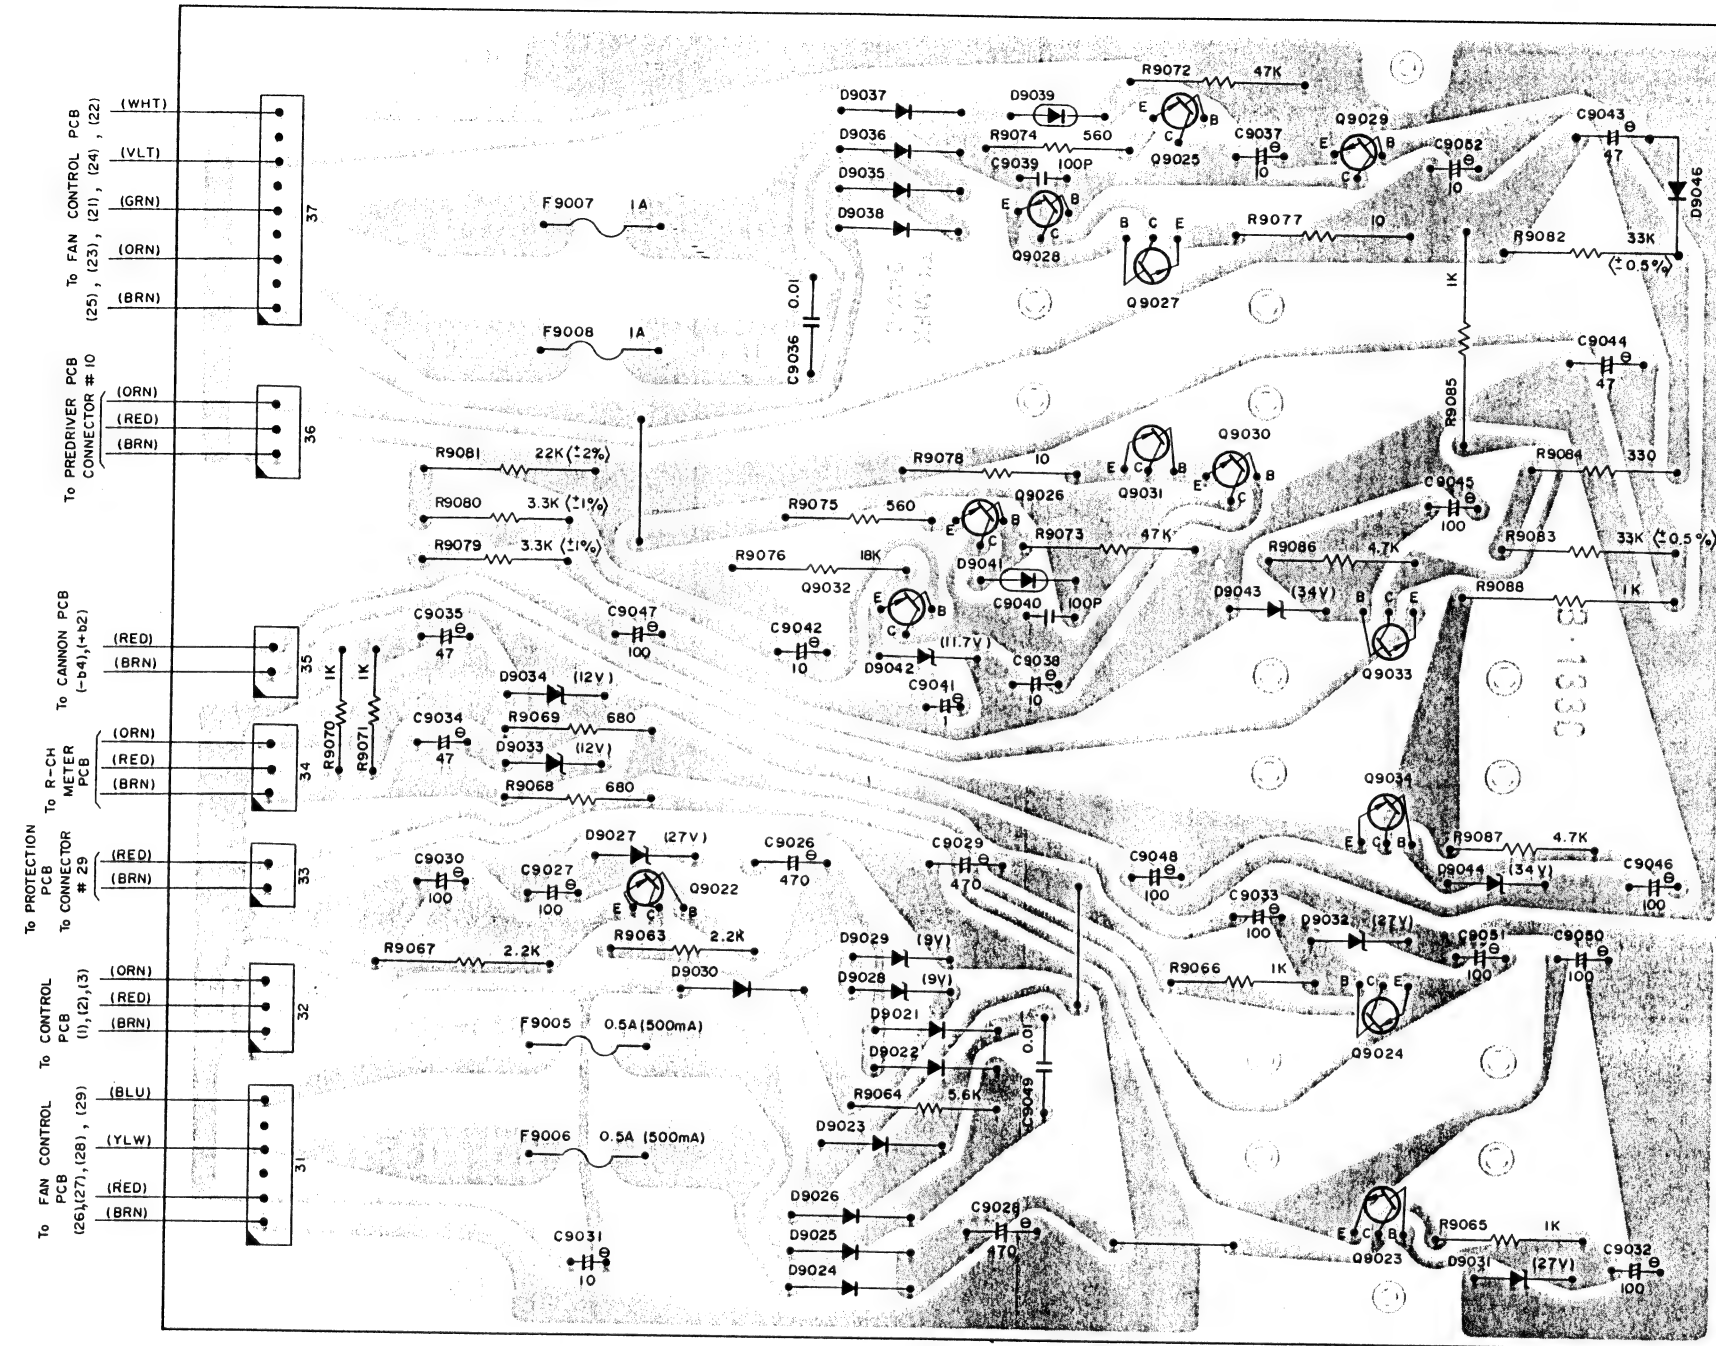 To FAN CONTROL PCB
(25), (23), (21), (24), (22)
(WHT)
(VLT)
(GRN)
(ORN)
(BRN)
37
To PREDRIVER PCB
CONNECTOR # 10
(ORN)
(RED)
(BRN)
36
To CANNON PCB
(-b4),(+b2)
(RED)
(BRN)
35
To R-CH
METER
PCB
(ORN)
(RED)
(BRN)
34
To PROTECTION
PCB
To CONNECTOR
# 29
(RED)
(BRN)
33
To CONTROL
PCB
(1),(2),(3)
(ORN)
(RED)
(BRN)
32
To FAN CONTROL
PCB
(26),(27),(28), (29)
(BLU)
(YLW)
(RED)
(BRN)
31
F9007 1A
F9008 1A
D9037
D9036
D9035
D9038
C9036 0.01
D9039
R9074 560
C9039 100P
E B C
Q9028
R9072 47K
E B C
Q9025
C9037
10
B C E
Q9027
Q9029
E B C
C9052
10
C9043
47
D9046
R9077 10
R9082 33K
(±0.5%)
1K
R9085
C9044
47
R9081 22K (±2%)
R9080 3.3K (±1%)
R9079 3.3K (±1%)
R9078 10
E C B
Q9031
Q9030
E B C
R9084 330
C9045
100
R9075 560
Q9026
E B C
R9073 47K
R9076 18K
D9041
R9086 4.7K
R9083 33K (±0.5%)
Q9032
E B C
C9040 100P
D9043 (34V)
R9088 1K
B C E
Q9033
C9035
47
C9047
100
C9042
10
D9042 (11.7V)
C9041
1
C9038
10
R9070 1K
R9071 1K
D9034 (12V)
R9069 680
C9034
47
D9033 (12V)
R9068 680
Q9034
E C B
R9087 4.7K
D9044 (34V)
C9046
100
D9027 (27V)
C9026
470
C9029
470
C9048
100
C9030
100
C9027
100
Q9022
E C B
C9033
100
D9032 (27V)
C9051
100
C9050
100
R9067 2.2K
R9063 2.2K
D9030
D9029 (9V)
D9028 (9V)
R9066 1K
B C E
Q9024
F9005 0.5A (500mA)
D9021
D9022
R9064 5.6K
C9049 0.01
F9006 0.5A (500mA)
D9023
D9026
D9025
D9024
C9028
470
C9031
10
E C B
Q9023
R9065 1K
D9031 (27V)
C9032
100